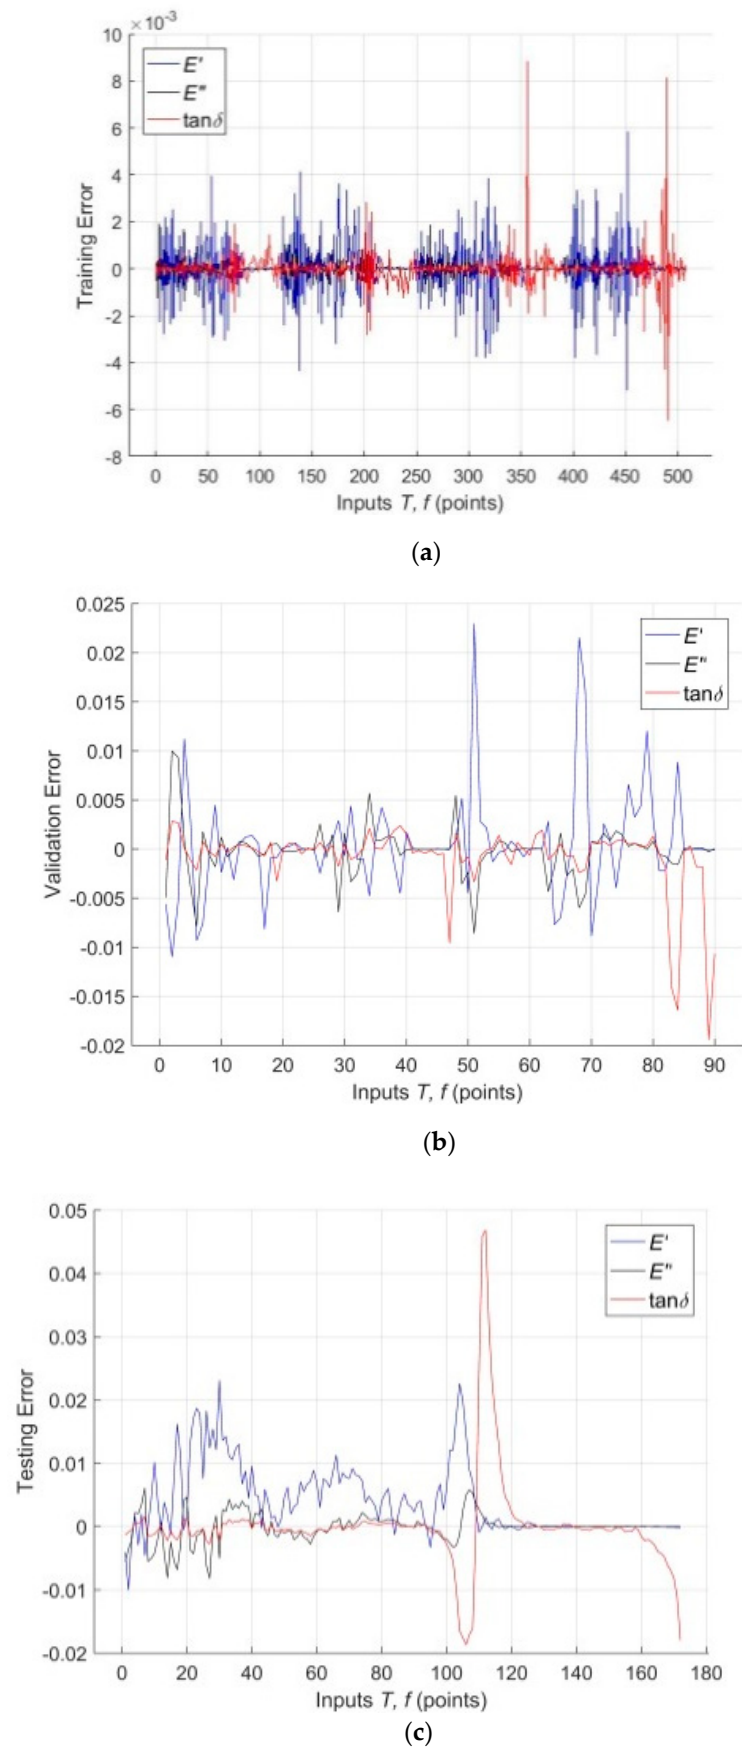 ×10⁻³
10
8
6
4
2
0
-2
-4
-6
-8
Training Error
E'
E"
tanδ
0 50 100 150 200 250 300 350 400 450 500
Inputs T, f (points)
(a)
0.025
0.02
0.015
0.01
0.005
0
-0.005
-0.01
-0.015
-0.02
Validation Error
E'
E"
tanδ
0 10 20 30 40 50 60 70 80 90
Inputs T, f (points)
(b)
0.05
0.04
0.03
0.02
0.01
0
-0.01
-0.02
Testing Error
E'
E"
tanδ
0 20 40 60 80 100 120 140 160 180
Inputs T, f (points)
(c)